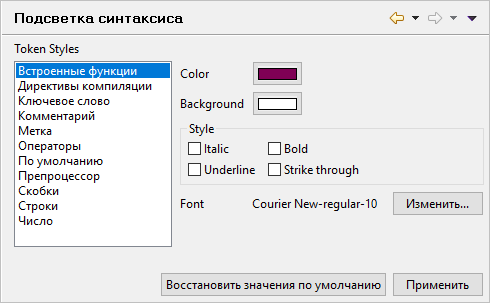 Подсветка синтаксиса
Token Styles
Встроенные функции
Директивы компиляции
Ключевое слово
Комментарий
Метка
Операторы
По умолчанию
Препроцессор
Скобки
Строки
Число
Color
Background
Style
Italic Bold
Underline Strike through
Font Courier New-regular-10 Изменить...
Восстановить значения по умолчанию Применить